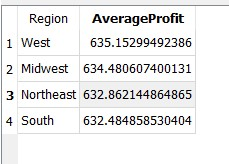 Region AverageProfit
1 West 635.15299492386
2 Midwest 634.480607400131
3 Northeast 632.862144864865
4 South 632.484858530404